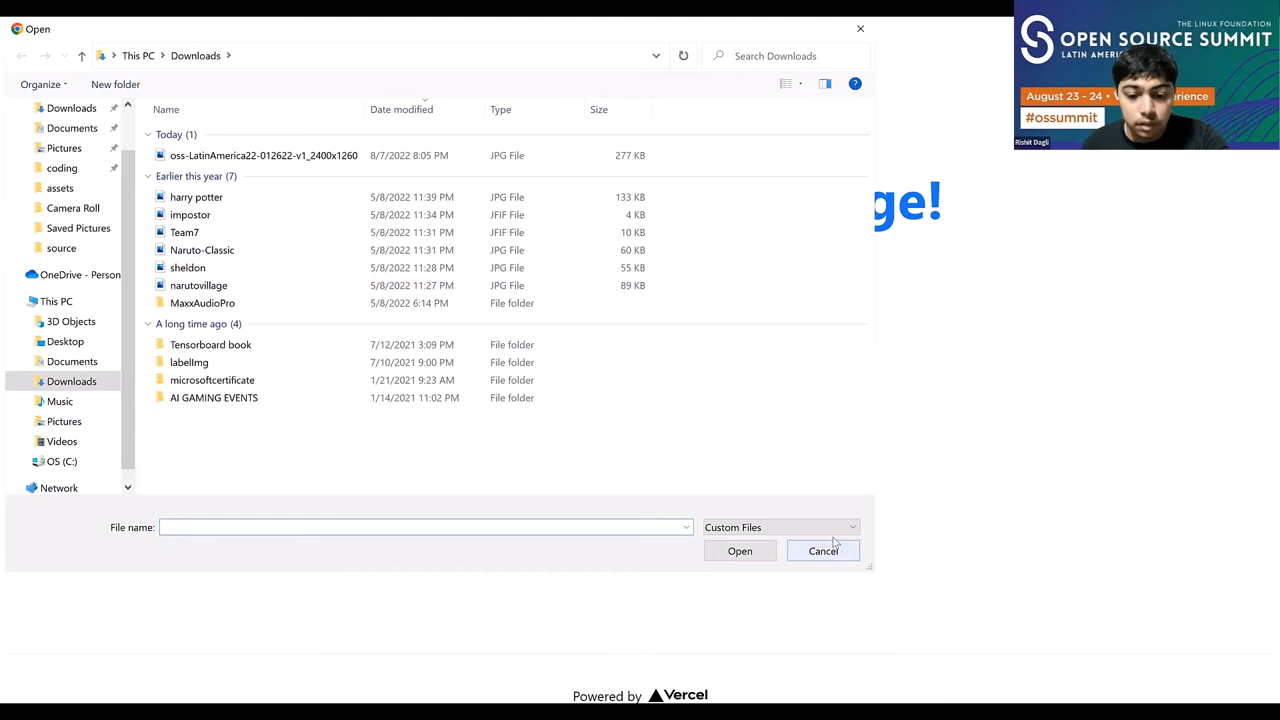 Open
This PC
Downloads
Search Downloads
Organize
New folder
?
Name
Date modified
Type
Size
Downloads
Documents
Pictures
coding
assets
Camera Roll
Saved Pictures
source
OneDrive - Person
This PC
3D Objects
Desktop
Documents
Downloads
Music
Pictures
Videos
OS (C:)
Network
Today (1)
oss-LatinAmerica22-012622-v1_2400x1260 8/7/2022 8:05 PM JPG File 277 KB
Earlier this year (7)
harry potter 5/8/2022 11:39 PM JPG File 133 KB
impostor 5/8/2022 11:34 PM JFIF File 4 KB
Team7 5/8/2022 11:31 PM JFIF File 10 KB
Naruto-Classic 5/8/2022 11:31 PM JPG File 60 KB
sheldon 5/8/2022 11:28 PM JPG File 55 KB
narutovillage 5/8/2022 11:27 PM JPG File 89 KB
MaxxAudioPro 5/8/2022 6:14 PM File folder
A long time ago (4)
Tensorboard book 7/12/2021 3:09 PM File folder
labelImg 7/10/2021 9:00 PM File folder
microsoftcertificate 1/21/2021 9:23 AM File folder
AI GAMING EVENTS 1/14/2021 11:02 PM File folder
File name:
Custom Files
Open
Cancel
ge!
Powered by Vercel
THE LINUX FOUNDATION
OPEN SOURCE SUMMIT
LATIN AMERIC
August 23 - 24 • V erience
#ossummit
Rishit Dagli